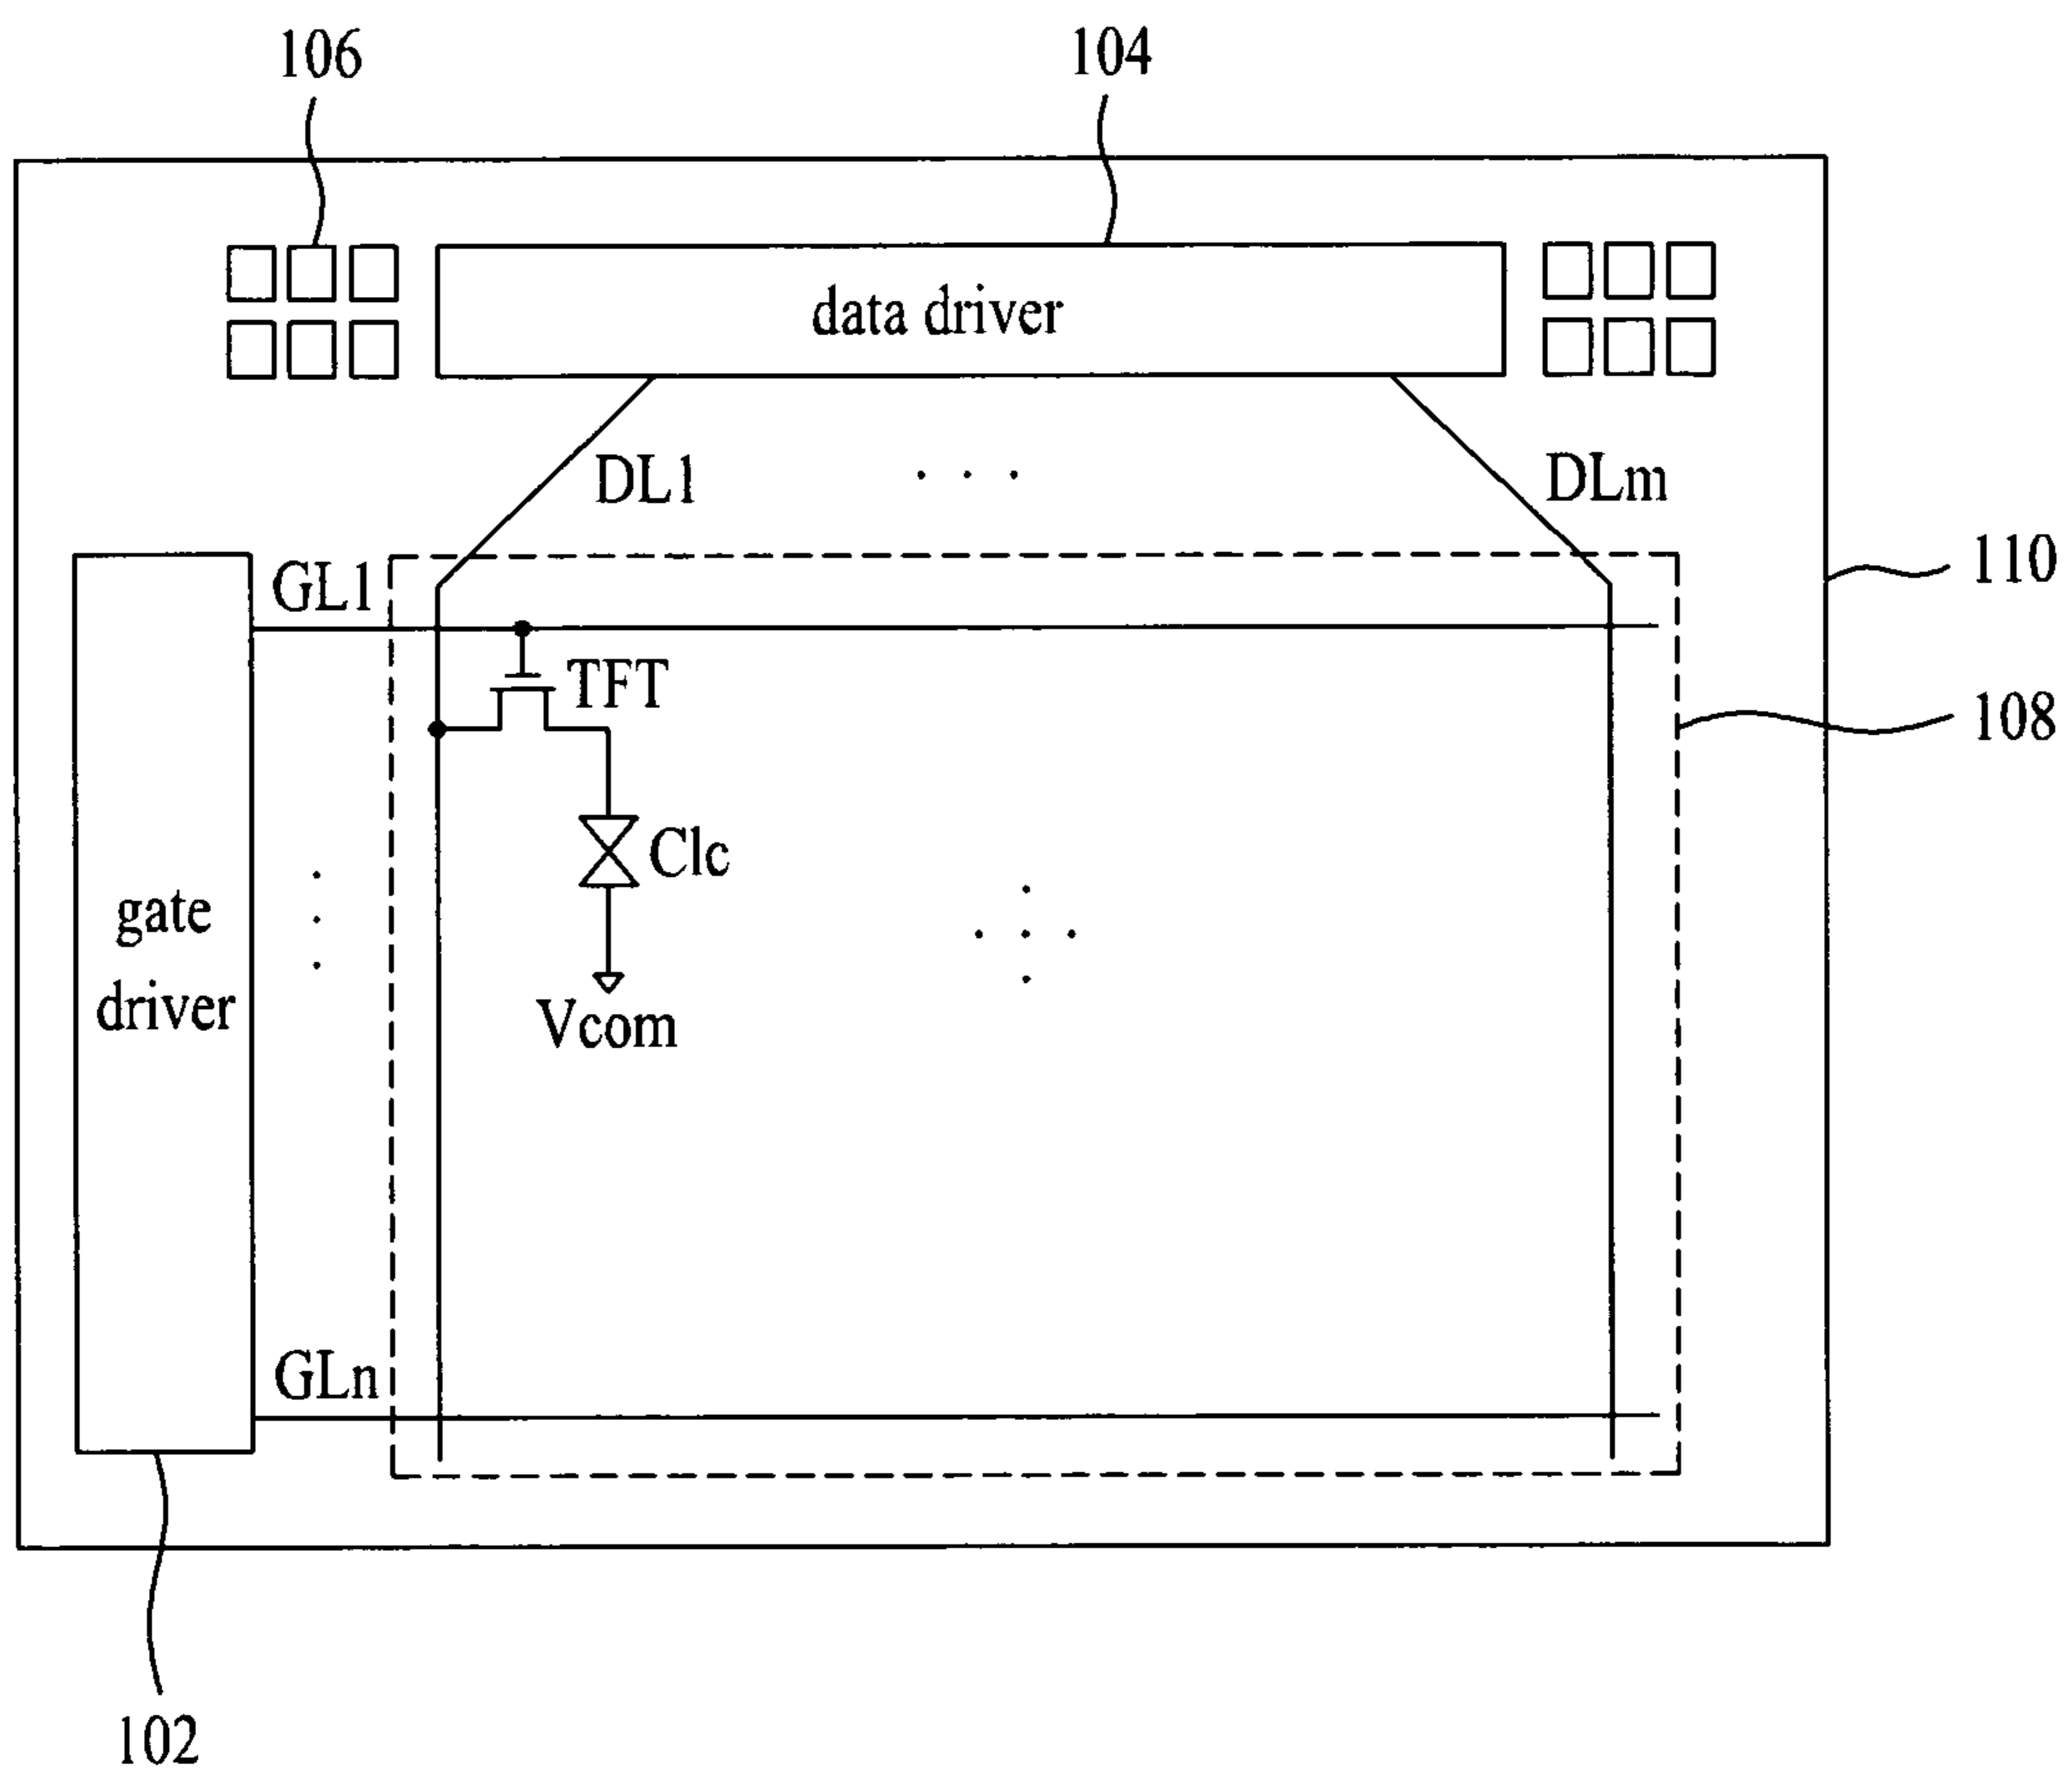 106
104
data driver
DL1
DLm
110
GL1
TFT
108
Clc
gate
driver
Vcom
GLn
102